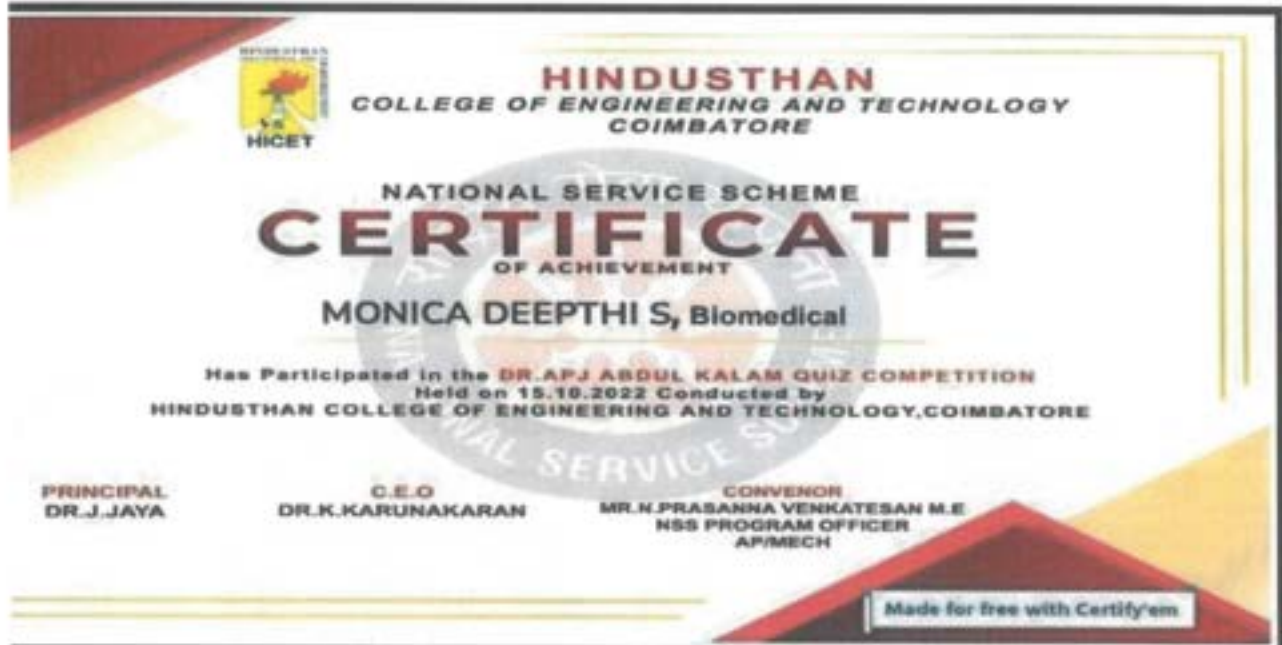 HINDUSTHAN
COLLEGE OF ENGINEERING AND TECHNOLOGY
COIMBATORE
HICET
NATIONAL SERVICE SCHEME
CERTIFICATE
OF ACHIEVEMENT
MONICA DEEPTHI S, Biomedical
Has Participated in the DR.APJ ABDUL KALAM QUIZ COMPETITION
Held on 15.10.2022 Conducted by
HINDUSTHAN COLLEGE OF ENGINEERING AND TECHNOLOGY,COIMBATORE
SERVICE
PRINCIPAL
DR.J.JAYA
C.E.O
DR.K.KARUNAKARAN
CONVENOR
MR.N.PRASANNA VENKATESAN M.E
NSS PROGRAM OFFICER
AP/MECH
Made for free with Certify'em